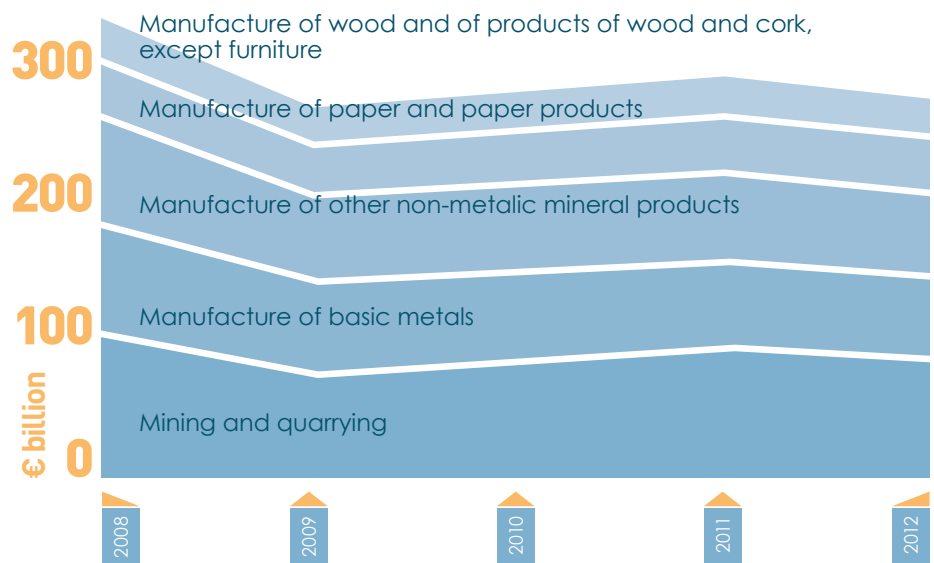 Manufacture of wood and of products of wood and cork,
except furniture
300
Manufacture of paper and paper products
200
Manufacture of other non-metalic mineral products
100
Manufacture of basic metals
€ billion
Mining and quarrying
0
2008
2009
2010
2011
2012